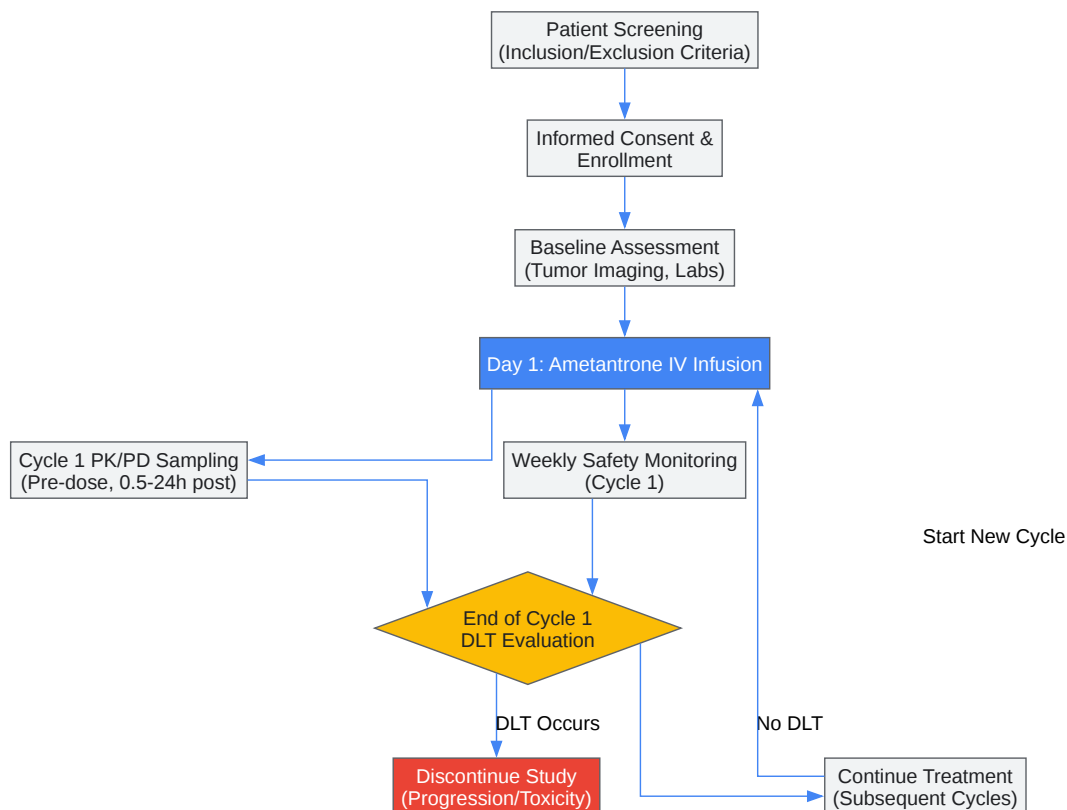 Patient Screening
(Inclusion/Exclusion Criteria)
Informed Consent &
Enrollment
Baseline Assessment
(Tumor Imaging, Labs)
Day 1: Ametantrone IV Infusion
Cycle 1 PK/PD Sampling
(Pre-dose, 0.5-24h post)
Weekly Safety Monitoring
(Cycle 1)
Start New Cycle
End of Cycle 1
DLT Evaluation
DLT Occurs
No DLT
Discontinue Study
(Progression/Toxicity)
Continue Treatment
(Subsequent Cycles)